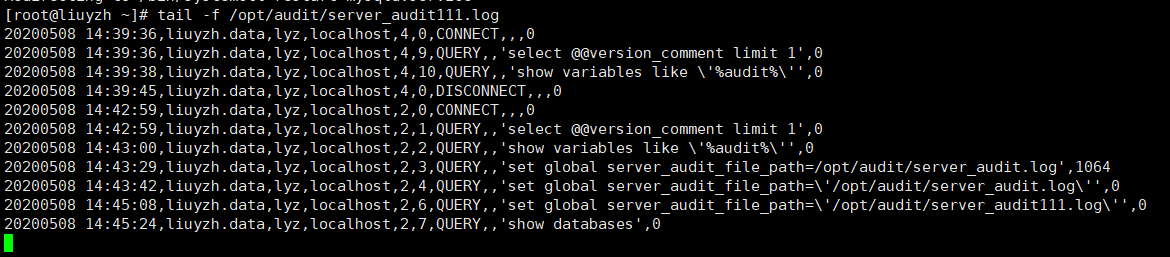 [root@liuyzh ~]# tail -f /opt/audit/server_audit111.log
20200508 14:39:36,liuyzh.data,lyz,localhost,4,0,CONNECT,,,0
20200508 14:39:36,liuyzh.data,lyz,localhost,4,9,QUERY,,'select @@version_comment limit 1',0
20200508 14:39:38,liuyzh.data,lyz,localhost,4,10,QUERY,,'show variables like \'%audit%\'',0
20200508 14:39:45,liuyzh.data,lyz,localhost,4,0,DISCONNECT,,,0
20200508 14:42:59,liuyzh.data,lyz,localhost,2,0,CONNECT,,,0
20200508 14:42:59,liuyzh.data,lyz,localhost,2,1,QUERY,,'select @@version_comment limit 1',0
20200508 14:43:00,liuyzh.data,lyz,localhost,2,2,QUERY,,'show variables like \'%audit%\'',0
20200508 14:43:29,liuyzh.data,lyz,localhost,2,3,QUERY,,'set global server_audit_file_path=/opt/audit/server_audit.log',1064
20200508 14:43:42,liuyzh.data,lyz,localhost,2,4,QUERY,,'set global server_audit_file_path=\'/opt/audit/server_audit.log\'',0
20200508 14:45:08,liuyzh.data,lyz,localhost,2,6,QUERY,,'set global server_audit_file_path=\'/opt/audit/server_audit111.log\'',0
20200508 14:45:24,liuyzh.data,lyz,localhost,2,7,QUERY,,'show databases',0